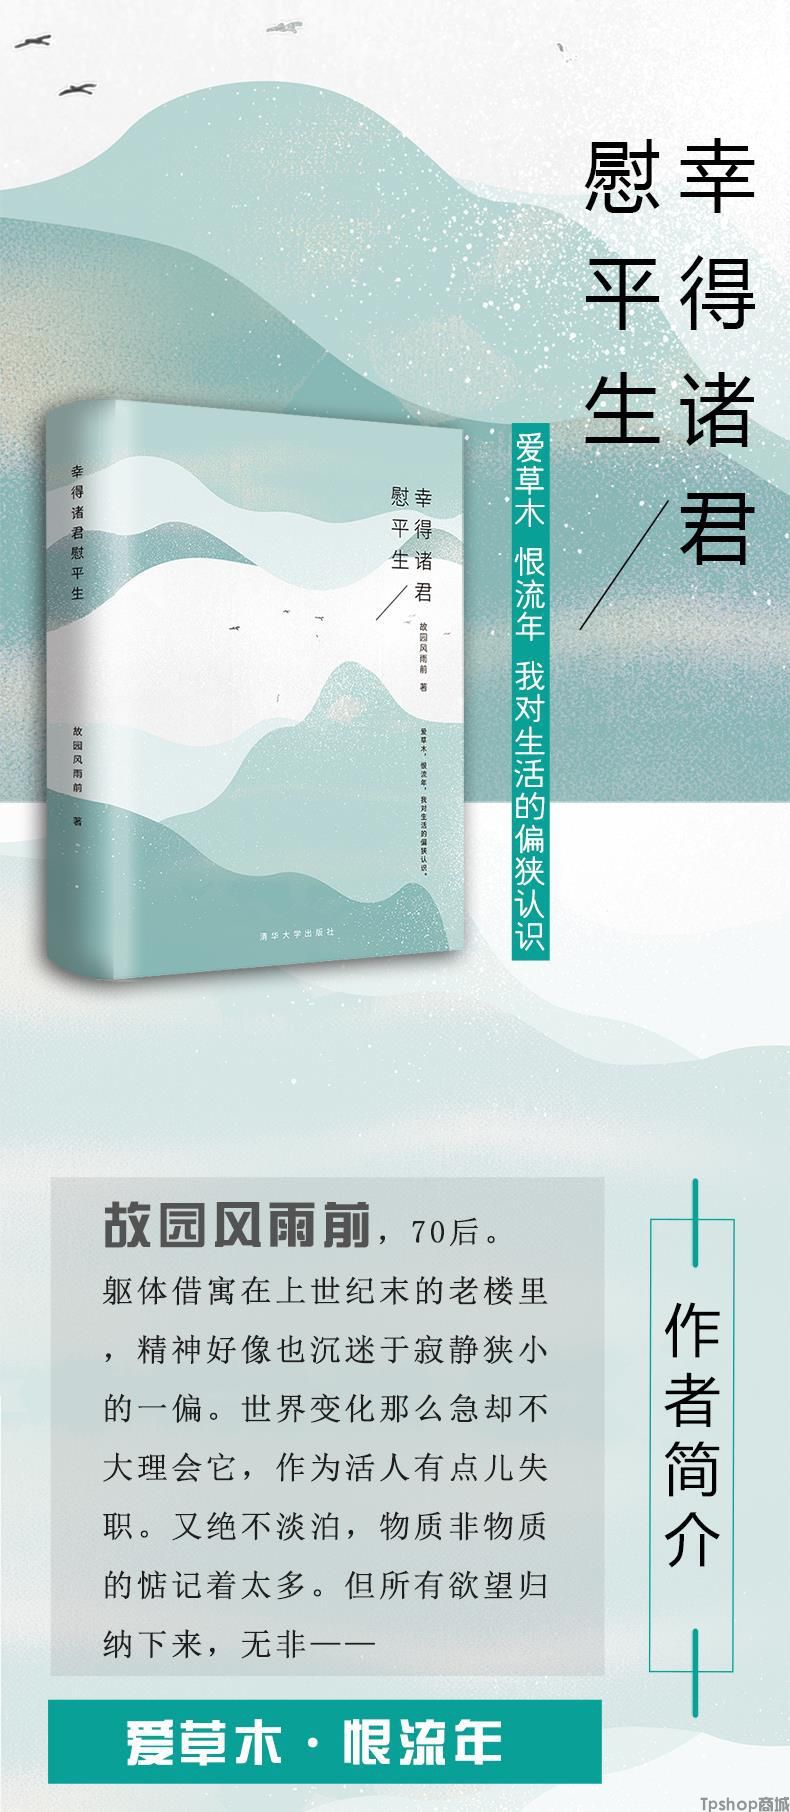 幸得诸君
慰平生
爱草木 恨流年 我对生活的偏狭认识
幸得诸君慰平生
故园风雨前 著
幸得诸君
慰平生
故园风雨前 著
爱草木,恨流年,我对生活的偏狭认识。
清华大学出版社
故园风雨前,70后。
躯体借寓在上世纪末的老楼里
,精神好像也沉迷于寂静狭小
的一偏。世界变化那么急却不
大理会它,作为活人有点儿失
职。又绝不淡泊,物质非物质
的惦记着太多。但所有欲望归
纳下来,无非——
作者简介
爱草木·恨流年
Tpshop商城